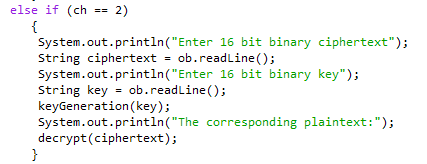 else if (ch == 2)
{
System.out.println("Enter 16 bit binary ciphertext");
String ciphertext = ob.readLine();
System.out.println("Enter 16 bit binary key");
String key = ob.readLine();
keyGeneration(key);
System.out.println("The corresponding plaintext:");
decrypt(ciphertext);
}